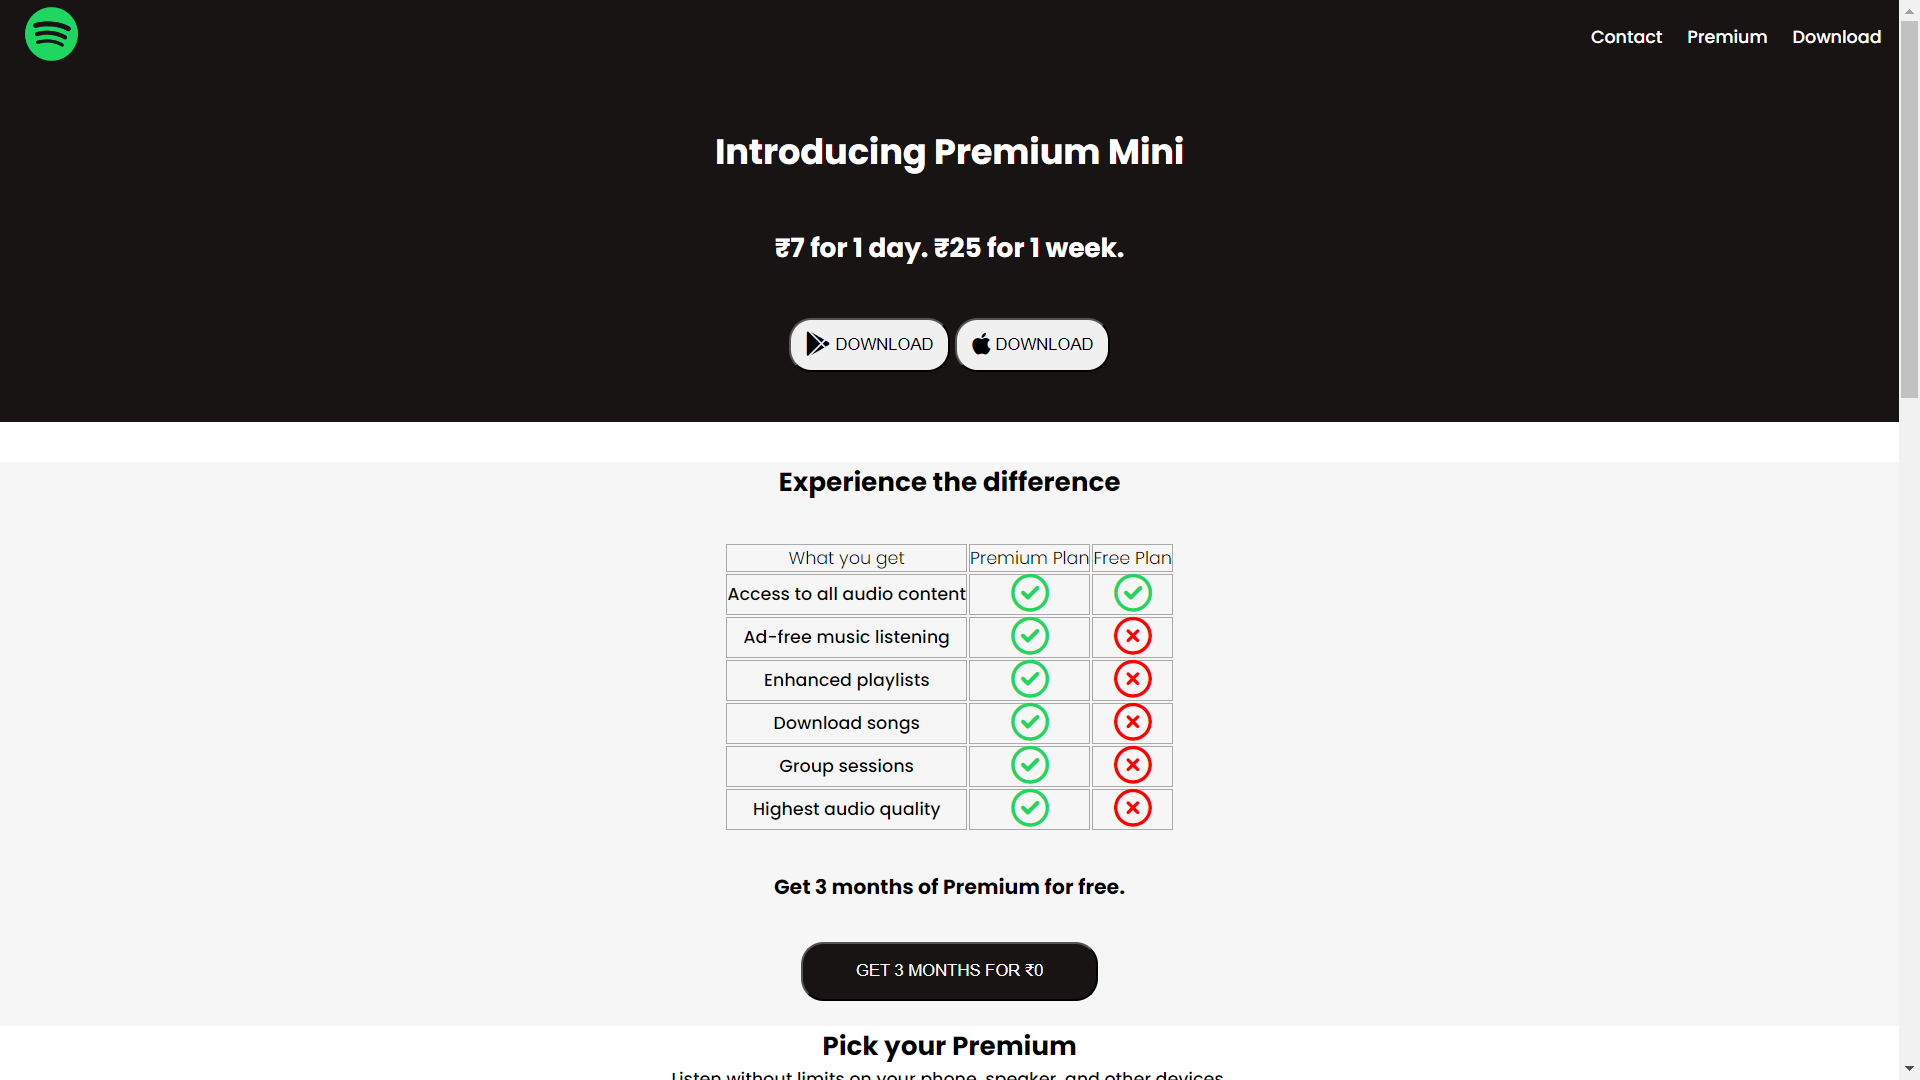 Contact Premium Download
Introducing Premium Mini
₹7 for 1 day. ₹25 for 1 week.
DOWNLOAD DOWNLOAD
Experience the difference
What you get Premium Plan Free Plan
Access to all audio content
Ad-free music listening
Enhanced playlists
Download songs
Group sessions
Highest audio quality
Get 3 months of Premium for free.
GET 3 MONTHS FOR ₹0
Pick your Premium
Listen without limits on your phone, speaker, and other devices.